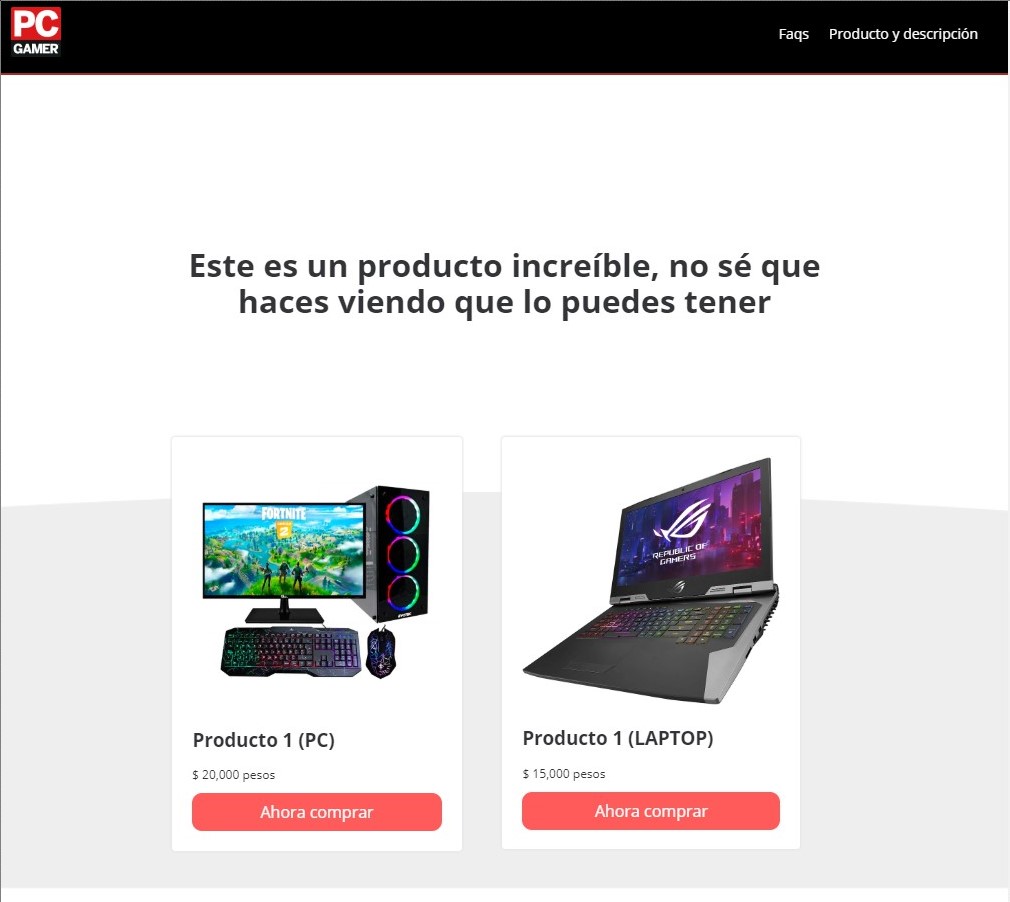 PC
GAMER
Faqs
Producto y descripción
Este es un producto increíble, no sé que
haces viendo que lo puedes tener
FORTNITE
2
REPUBLIC OF
GAMERS
Producto 1 (PC)
$ 20,000 pesos
Ahora comprar
Producto 1 (LAPTOP)
$ 15,000 pesos
Ahora comprar